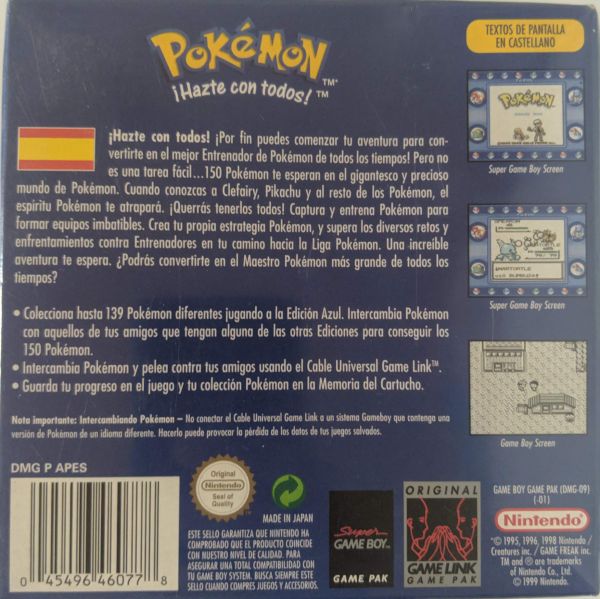 TEXTOS DE PANTALLA
EN CASTELLANO
POKéMON ™
¡Hazte con todos! ™
¡Hazte con todos! ¡Por fin puedes comenzar tu aventura para con-
vertirte en el mejor Entrenador de Pokémon de todos los tiempos! Pero no
es una tarea fácil...150 Pokémon te esperan en el gigantesco y precioso
mundo de Pokémon. Cuando conozcas a Clefairy, Pikachu y al resto de los Pokémon, el
espíritu Pokémon te atrapará. ¡Querrás tenerlos todos! Captura y entrena Pokémon para
formar equipos imbatibles. Crea tu propia estrategia Pokémon, y supera los diversos retos y
enfrentamientos contra Entrenadores en tu camino hacia la Liga Pokémon. Una increíble
aventura te espera. ¿Podrás convertirte en el Maestro Pokémon más grande de todos los
tiempos?
• Colecciona hasta 139 Pokémon diferentes jugando a la Edición Azul. Intercambia Pokémon
con aquellos de tus amigos que tengan alguna de las otras Ediciones para conseguir los
150 Pokémon.
• Intercambia Pokémon y pelea contra tus amigos usando el Cable Universal Game Link™.
• Guarda tu progreso en el juego y tu colección Pokémon en la Memoria del Cartucho.
Nota importante: Intercambiando Pokémon – No conectar el Cable Universal Game Link a un sistema Gameboy que contenga una
versión de Pokémon de un idioma diferente. Hacerlo puede provocar la pérdida de los datos de tus juegos salvados.
POKéMON
Super Game Boy Screen
WARTORTLE
Super Game Boy Screen
Game Boy Screen
DMG P APES
0 45496 46077 8
Original
Nintendo
Seal of
Quality
MADE IN JAPAN
ESTE SELLO GARANTIZA QUE NINTENDO HA
COMPROBADO QUE EL PRODUCTO COINCIDE
CON NUESTRO NIVEL DE CALIDAD. PARA
ASEGURAR UNA TOTAL COMPATIBILIDAD CON
TU GAME BOY SYSTEM. BUSCA SIEMPRE ESTE
SELLO CUANDO COMPRES JUEGOS Y ACCESORIOS.
Super
GAME BOY™
GAME PAK
ORIGINAL
GAME LINK™
GAME PAK
GAME BOY GAME PAK (DMG-09)
(-01)
Nintendo®
©1995, 1996, 1998 Nintendo/
Creatures inc. / GAME FREAK inc.
TM and ® are trademarks
of Nintendo Co., Ltd.
© 1999 Nintendo.